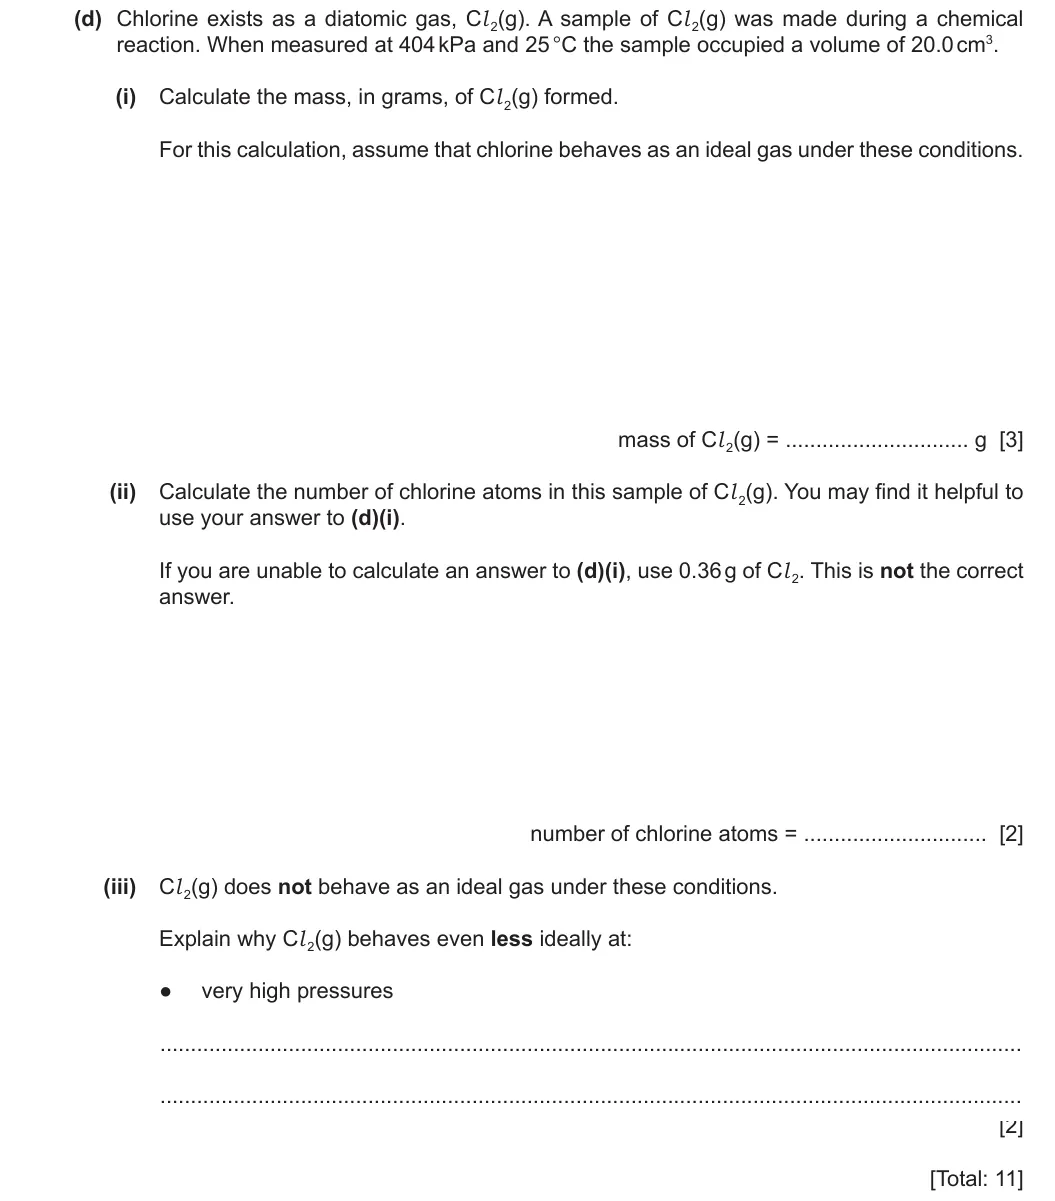 (d) Chlorine exists as a diatomic gas, Cl₂(g). A sample of Cl₂(g) was made during a chemical
reaction. When measured at 404 kPa and 25 °C the sample occupied a volume of 20.0 cm³.
(i) Calculate the mass, in grams, of Cl₂(g) formed.
For this calculation, assume that chlorine behaves as an ideal gas under these conditions.
mass of Cl₂(g) = .............................. g [3]
(ii) Calculate the number of chlorine atoms in this sample of Cl₂(g). You may find it helpful to
use your answer to (d)(i).
If you are unable to calculate an answer to (d)(i), use 0.36 g of Cl₂. This is not the correct
answer.
number of chlorine atoms = .............................. [2]
(iii) Cl₂(g) does not behave as an ideal gas under these conditions.
Explain why Cl₂(g) behaves even less ideally at:
● very high pressures
..............................................................................................................................................
..............................................................................................................................................
[2]
[Total: 11]